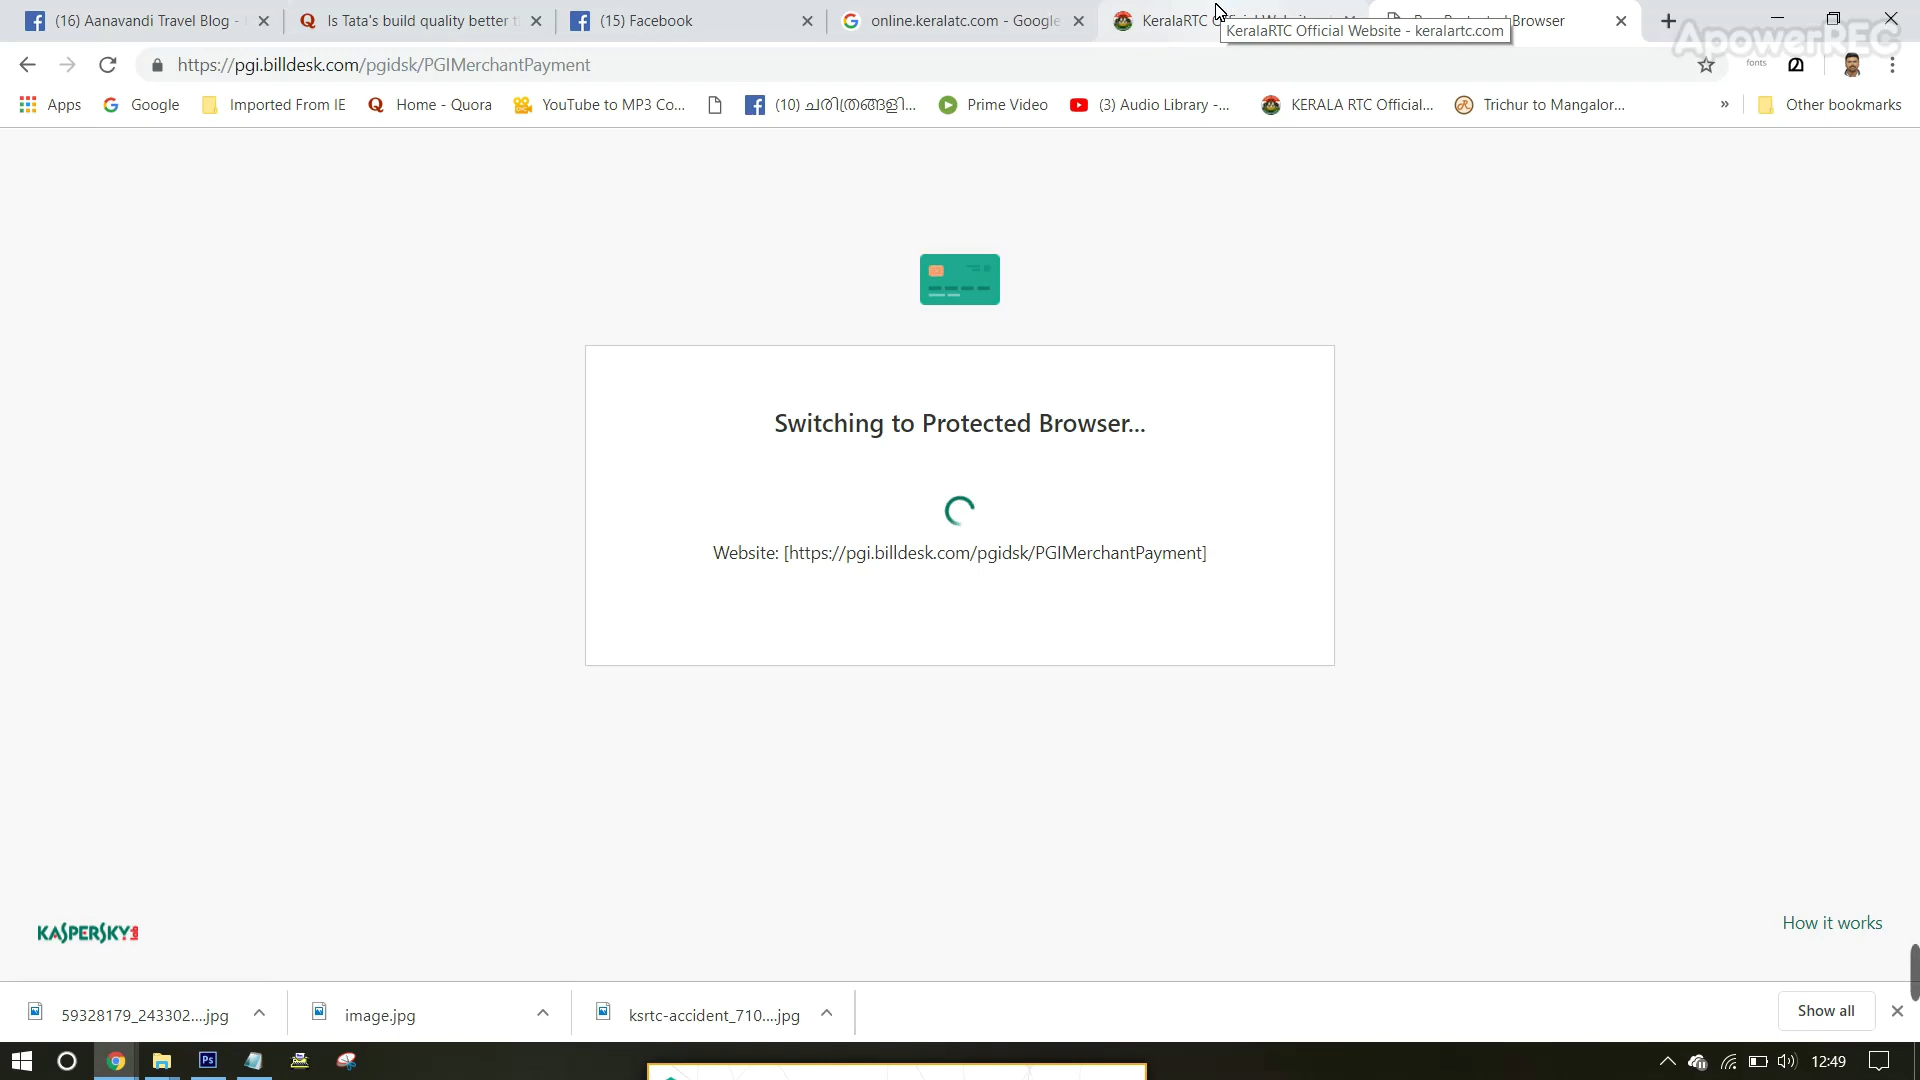 (16) Aanavandi Travel Blog -
Is Tata's build quality better t
(15) Facebook
online.keralatc.com - Google
KeralaRTC
Browser
KeralaRTC Official Website - keralartc.com
ApowerREC
https://pgi.billdesk.com/pgidsk/PGIMerchantPayment
fonts
Apps
Google
Imported From IE
Home - Quora
YouTube to MP3 Co...
(10) ചരിത്രങ്ങളി...
Prime Video
(3) Audio Library -...
KERALA RTC Official...
Trichur to Mangalor...
»
Other bookmarks
Switching to Protected Browser...
Website: [https://pgi.billdesk.com/pgidsk/PGIMerchantPayment]
KASPERSKY
How it works
59328179_243302....jpg
image.jpg
ksrtc-accident_710....jpg
Show all
Ps
12:49